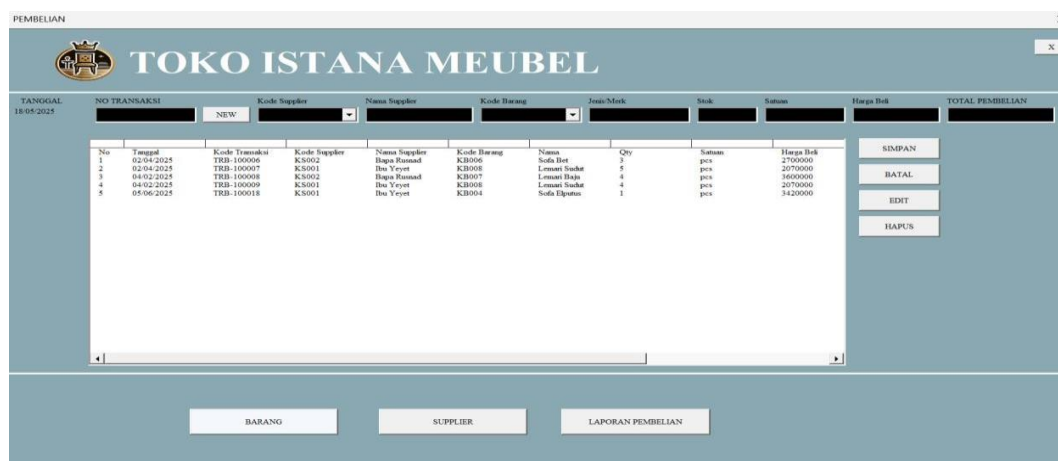 PEMBELIAN
TOKO ISTANA MEUBEL
X
TANGGAL NO TRANSAKSI Kode Supplier Nama Supplier Kode Barang Jenis/Merk Stok Satuan Harga Beli TOTAL PEMBELIAN
18/05/2025 NEW
No Tanggal Kode Transaksi Kode Supplier Nama Supplier Kode Barang Nama Qty Satuan Harga Beli
1 02/04/2025 TRB-100006 KS002 Bapa Rusnad KB006 Sofa Bet 3 pcs 2700000
2 02/04/2025 TRB-100007 KS001 Ibu Yeyet KB008 Lemari Sudut 5 pcs 2070000
3 04/02/2025 TRB-100008 KS002 Bapa Rusnad KB007 Lemari Baju 4 pcs 3600000
4 04/02/2025 TRB-100009 KS001 Ibu Yeyet KB008 Lemari Sudut 4 pcs 2070000
5 05/06/2025 TRB-100018 KS001 Ibu Yeyet KB004 Sofa Elputus 1 pcs 3420000
SIMPAN
BATAL
EDIT
HAPUS
BARANG SUPPLIER LAPORAN PEMBELIAN